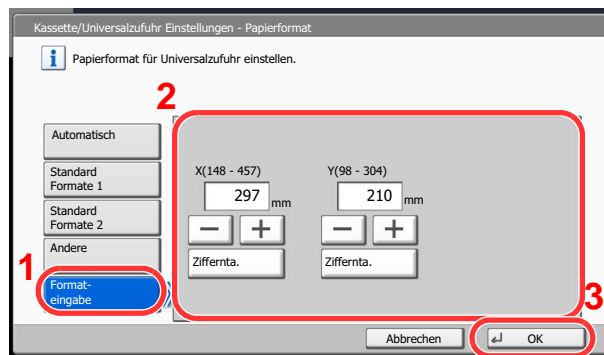 Kassette/Universalzufuhr Einstellungen - Papierformat
i
Papierformat für Universalzufuhr einstellen.
2
Automatisch
Standard
Formate 1
Standard
Formate 2
Andere
1
Format-
eingabe
X(148 - 457)
297 mm
− +
Ziffernta.
Y(98 - 304)
210 mm
− +
Ziffernta.
3
Abbrechen
OK